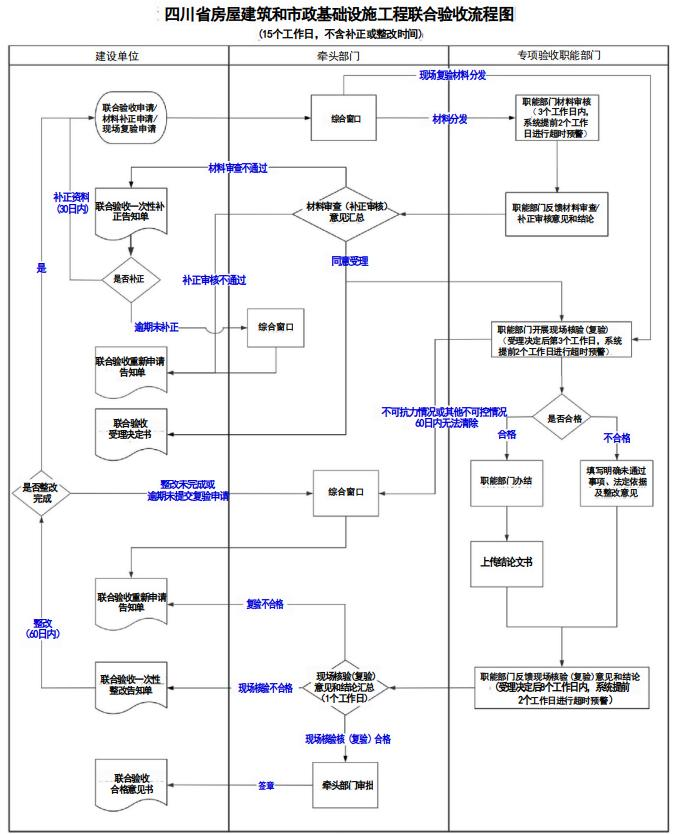 四川省房屋建筑和市政基础设施工程联合验收流程图
(15个工作日，不含补正或整改时间)
建设单位
牵头部门
专项验收职能部门
现场复验材料分发
联合验收申请/
材料补正申请/
现场复验申请
综合窗口
材料分发
职能部门材料审核
（3个工作日内，
系统提前2个工作
日进行超时预警）
材料审查不通过
补正资料
(30日内)
联合验收一次性补
正告知单
材料审查（补正审核）
意见汇总
职能部门反馈材料审查/
补正审核意见和结论
同意受理
是
是否补正
补正审核不通过
逾期未补正
综合窗口
职能部门开展现场核验(复验)
（受理决定后第3个工作日，系统
提前2个工作日进行超时预警）
联合验收重新申请
告知单
联合验收
受理决定书
不可抗力情况或其他不可控情况
60日内无法清除
是否合格
合格
不合格
是否整改
完成
整改未完成或
逾期未提交复验申请
综合窗口
职能部门办结
填写明确未通过
事项、法定依据
及整改意见
上传结论文书
联合验收重新申请
告知单
复验不合格
整改
（60日内）
联合验收一次性
整改告知单
现场核验不合格
现场核验(复验)
意见和结论汇总
（1个工作日）
职能部门反馈现场核验（复验)意见和结论
（受理决定后8个工作日内，系统提前
2个工作日进行超时预警）
现场核验核（复验）合格
联合验收
合格意见书
签章
牵头部门审批